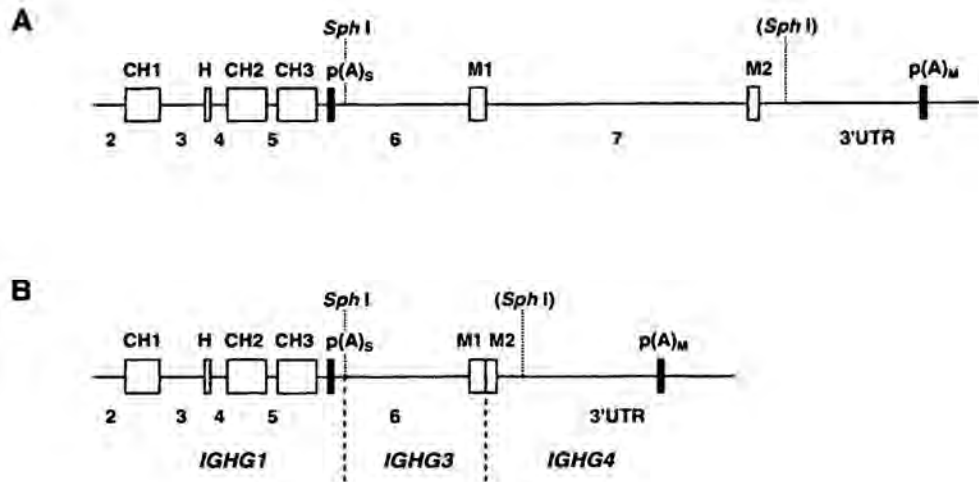 A
Sph I (Sph I)
CH1 H CH2 CH3 p(A)S M1 M2 p(A)M
2 3 4 5 6 7 3'UTR
B
Sph I (Sph I)
CH1 H CH2 CH3 p(A)S M1 M2 p(A)M
2 3 4 5 6 3'UTR
IGHG1 IGHG3 IGHG4